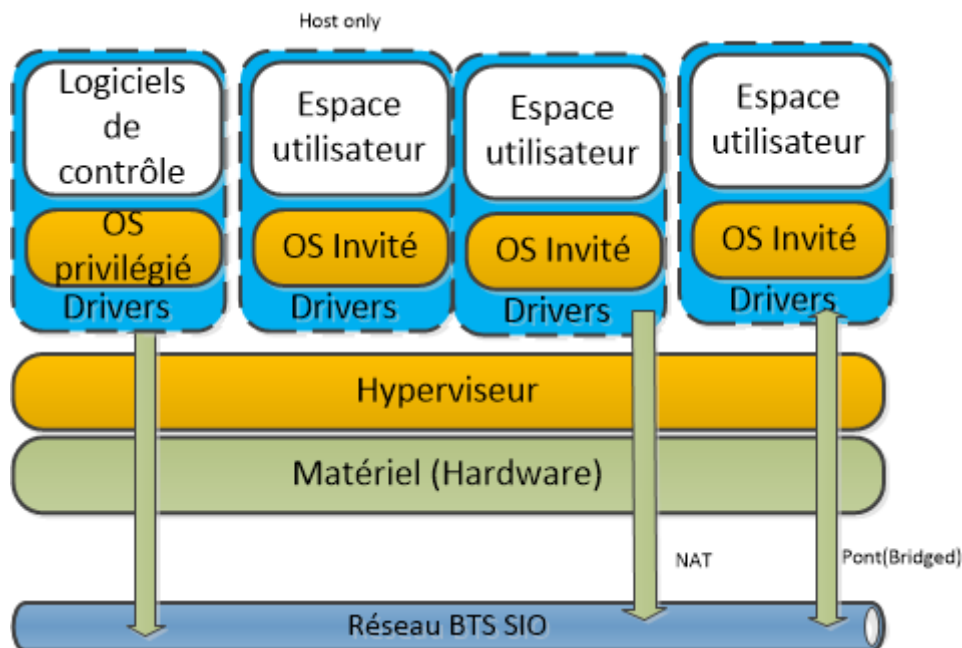 Host only
Logiciels
de
contrôle
OS
privilégié
Drivers
Espace
utilisateur
OS Invité
Drivers
Espace
utilisateur
OS Invité
Drivers
Espace
utilisateur
OS Invité
Drivers
Hyperviseur
Matériel (Hardware)
NAT
Pont(Bridged)
Réseau BTS SIO